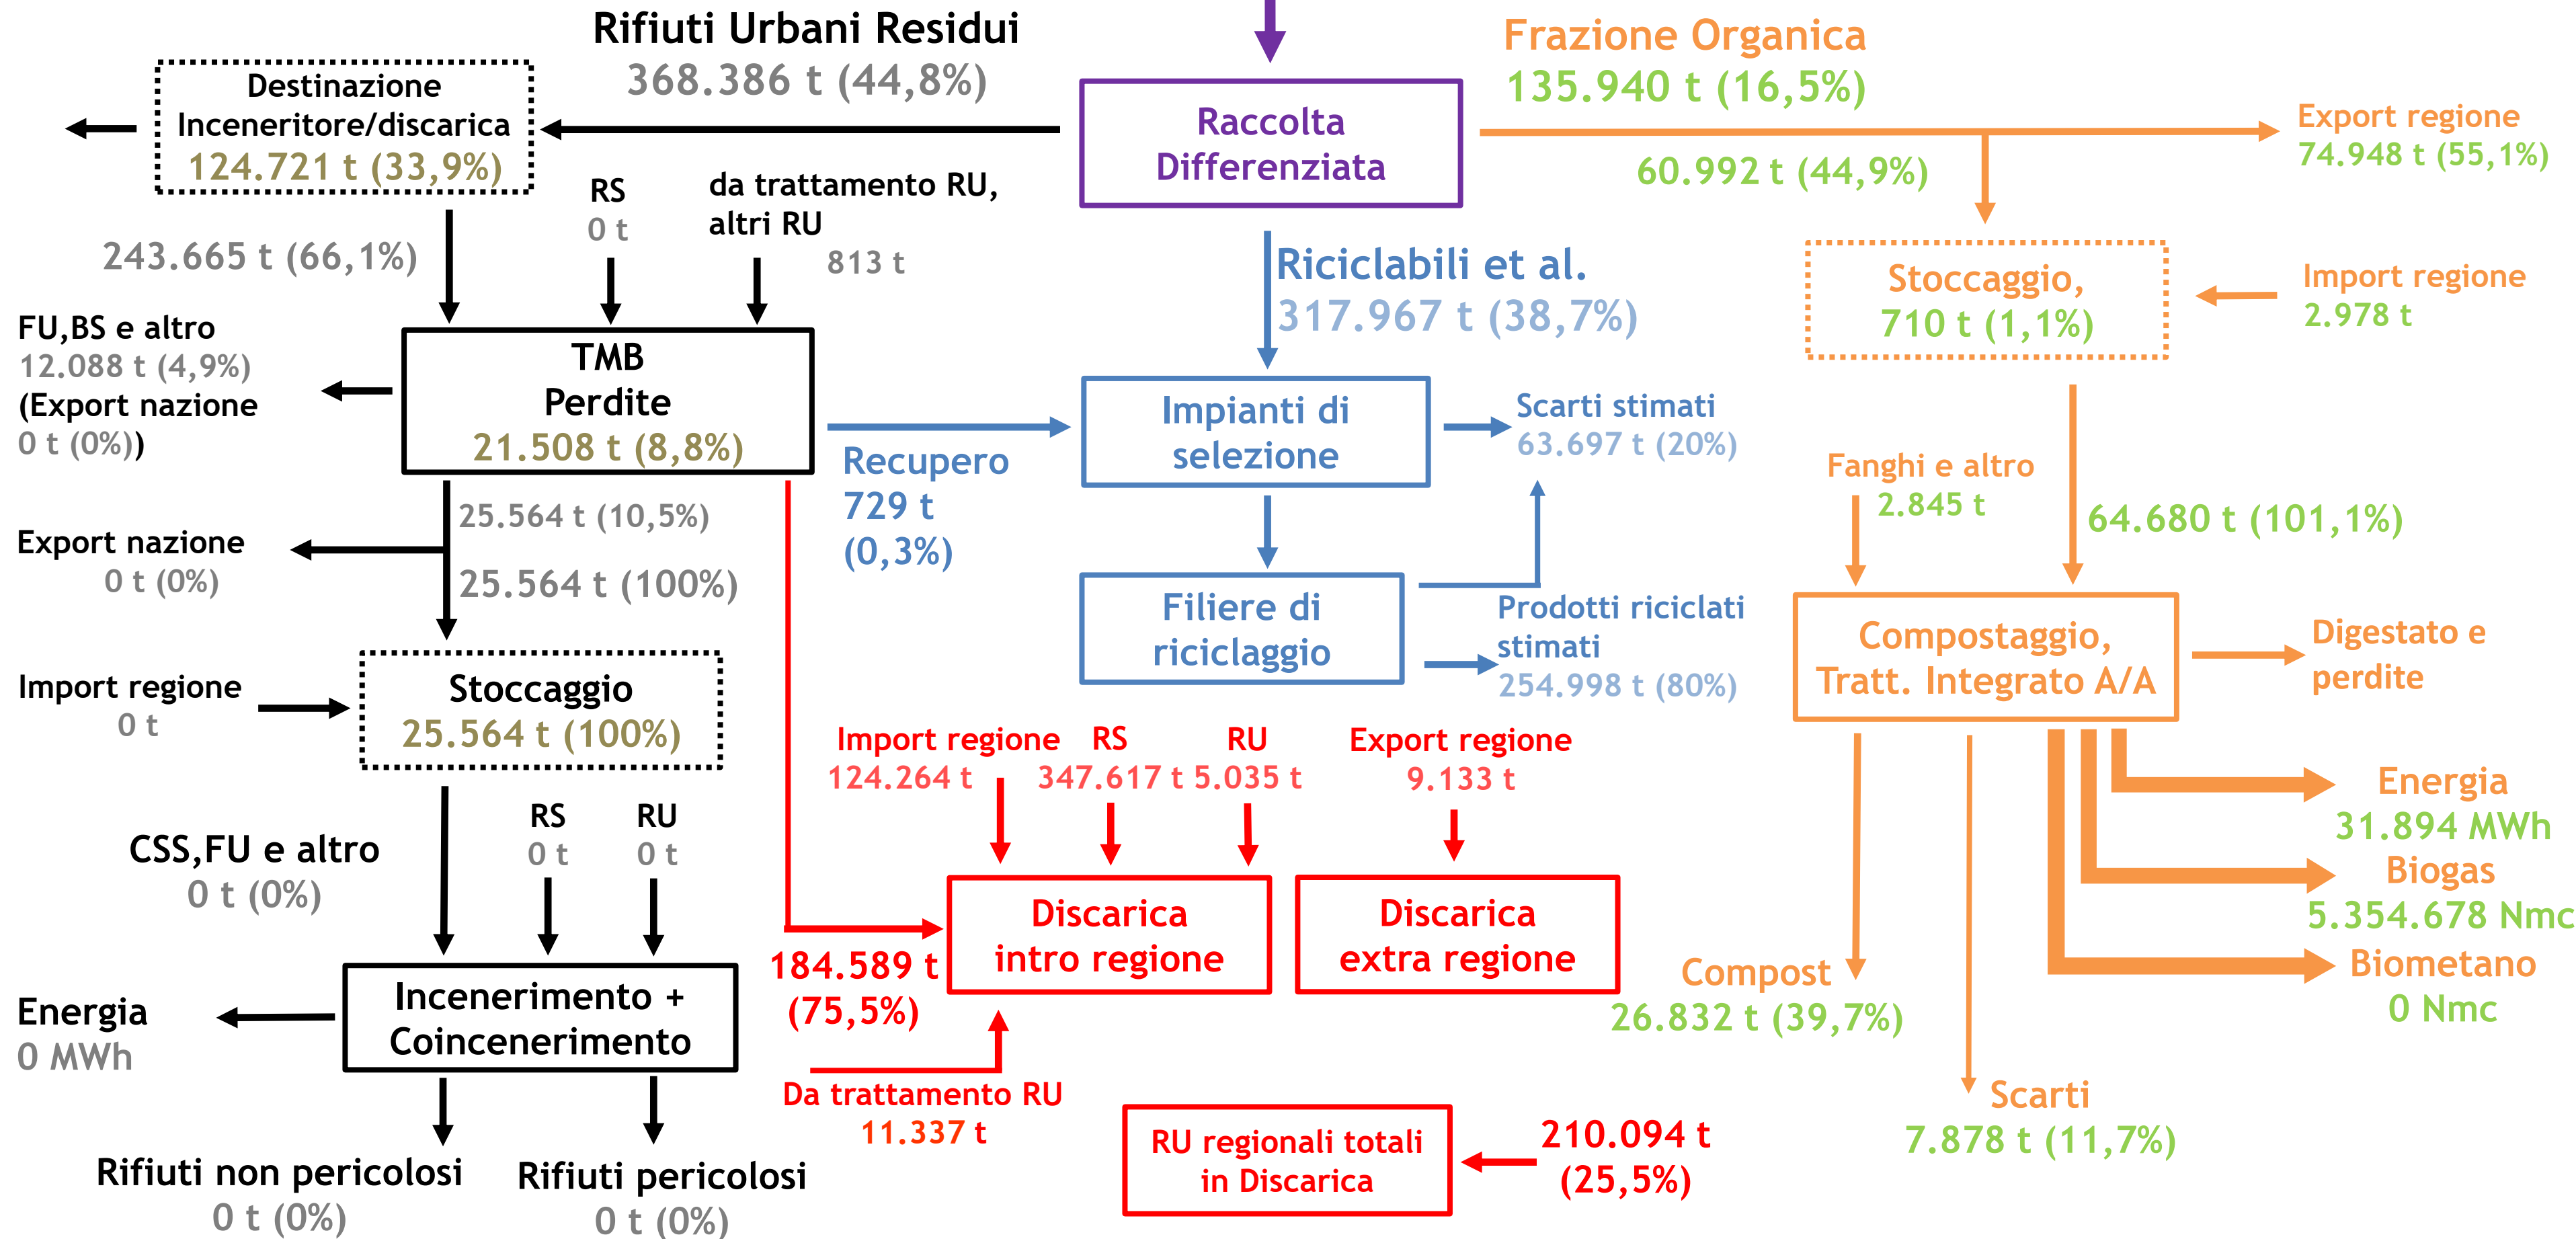 Rifiuti Urbani Residui
368.386 t (44,8%)
Destinazione
Inceneritore/discarica
124.721 t (33,9%)
243.665 t (66,1%)
RS
0 t
da trattamento RU,
altri RU
813 t
FU,BS e altro
12.088 t (4,9%)
(Export nazione
0 t (0%))
TMB
Perdite
21.508 t (8,8%)
25.564 t (10,5%)
Export nazione
0 t (0%)
25.564 t (100%)
Import regione
0 t
Stoccaggio
25.564 t (100%)
CSS,FU e altro
0 t (0%)
RS
0 t
RU
0 t
Incenerimento +
Coincenerimento
Energia
0 MWh
Rifiuti non pericolosi
0 t (0%)
Rifiuti pericolosi
0 t (0%)
Raccolta
Differenziata
Riciclabili et al.
317.967 t (38,7%)
Recupero
729 t
(0,3%)
Impianti di
selezione
Scarti stimati
63.697 t (20%)
Filiere di
riciclaggio
Prodotti riciclati
stimati
254.998 t (80%)
Import regione
124.264 t
RS
347.617 t
RU
5.035 t
Export regione
9.133 t
Discarica
intro regione
Discarica
extra regione
184.589 t
(75,5%)
Da trattamento RU
11.337 t
RU regionali totali
in Discarica
210.094 t
(25,5%)
Frazione Organica
135.940 t (16,5%)
Export regione
74.948 t (55,1%)
60.992 t (44,9%)
Stoccaggio,
710 t (1,1%)
Import regione
2.978 t
Fanghi e altro
2.845 t
64.680 t (101,1%)
Compostaggio,
Tratt. Integrato A/A
Digestato e
perdite
Energia
31.894 MWh
Biogas
5.354.678 Nmc
Biometano
0 Nmc
Compost
26.832 t (39,7%)
Scarti
7.878 t (11,7%)